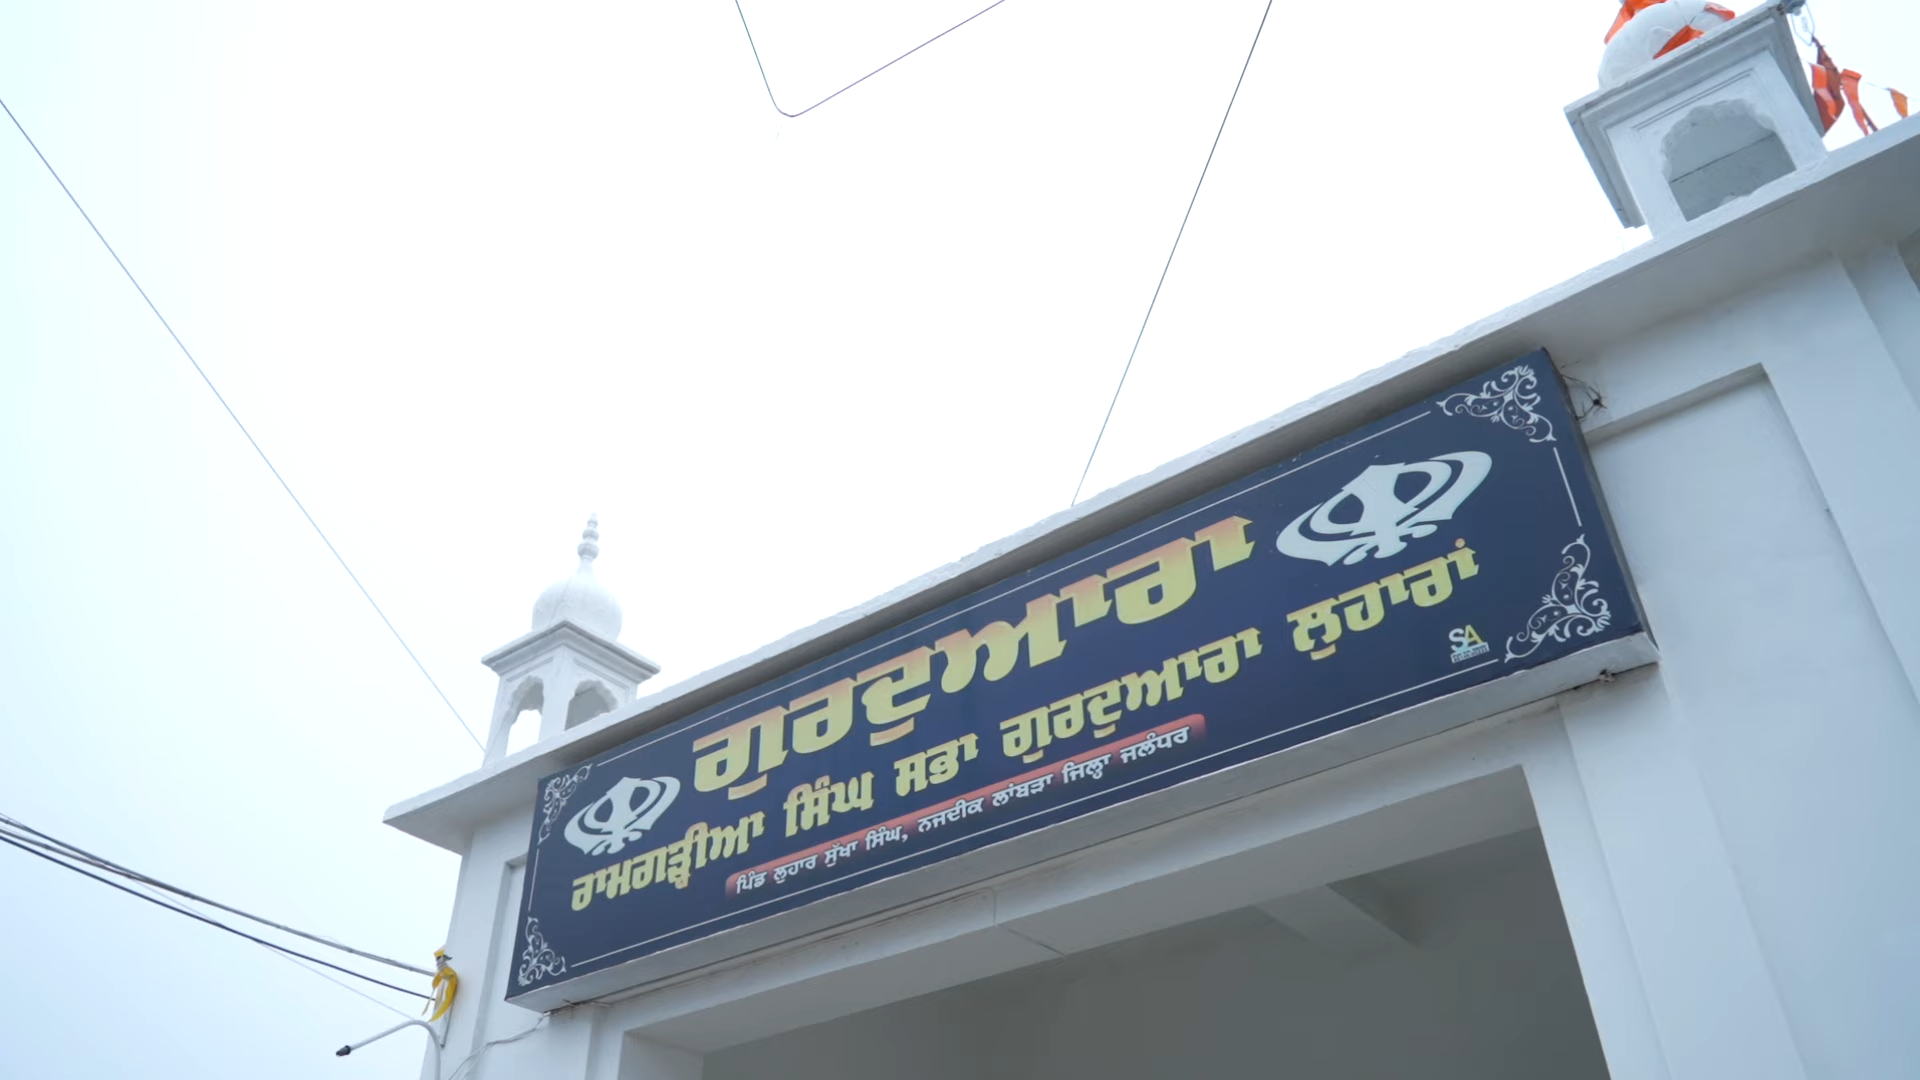 ਗੁਰਦੁਆਰਾ
ਰਾਮਗੜ੍ਹੀਆ ਸਿੰਘ ਸਭਾ ਗੁਰਦੁਆਰਾ ਲੁਹਾਰਾਂ
ਪਿੰਡ ਲੁਹਾਰ ਸੁੱਖਾ ਸਿੰਘ, ਨਜਦੀਕ ਲਾਂਬੜਾ ਜਿਲ੍ਹਾ ਜਲੰਧਰ
SA